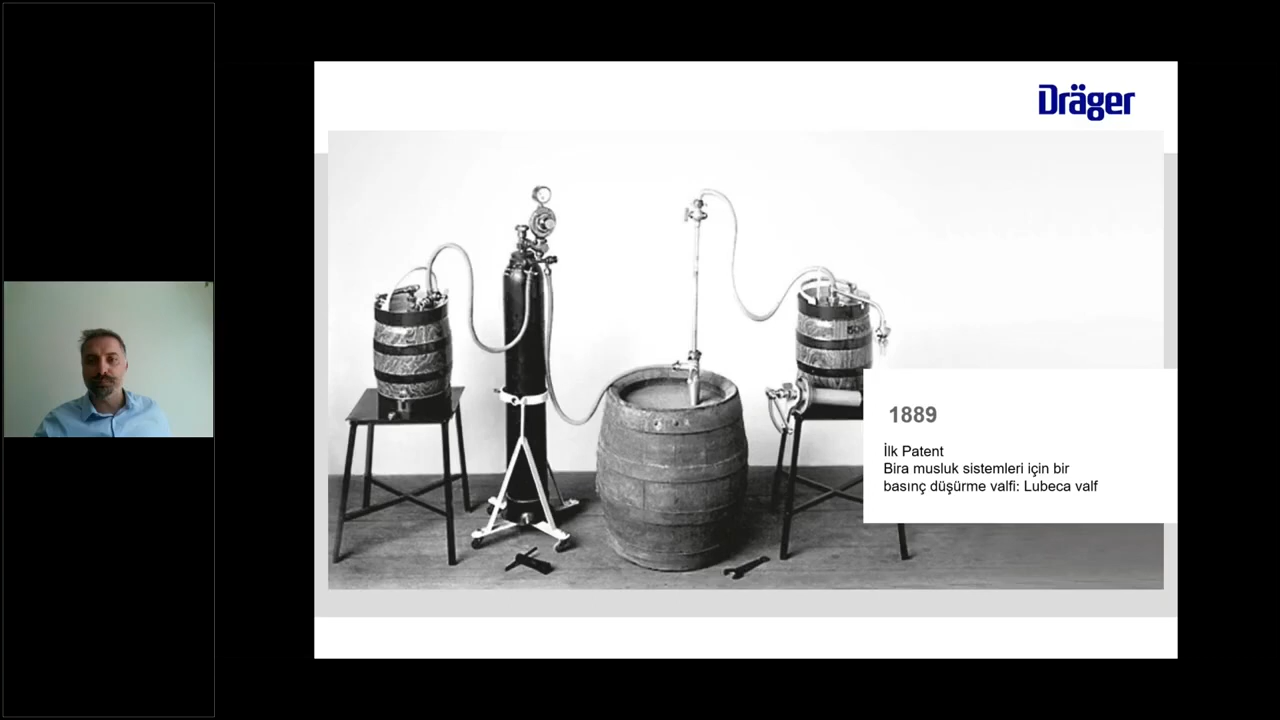 Dräger
1889
İlk Patent
Bira musluk sistemleri için bir
basınç düşürme valfi: Lubeca valf